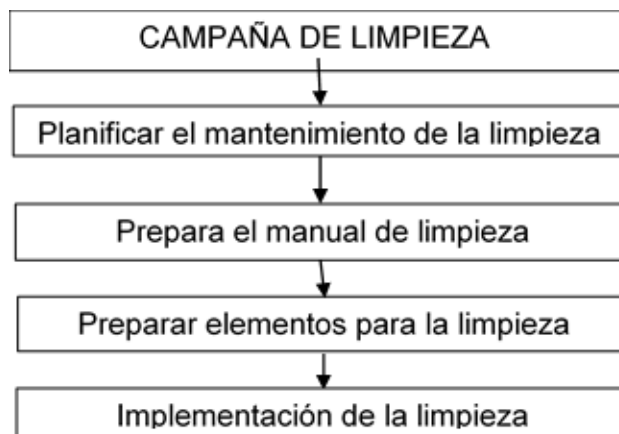 CAMPAÑA DE LIMPIEZA
Planificar el mantenimiento de la limpieza
Prepara el manual de limpieza
Preparar elementos para la limpieza
Implementación de la limpieza